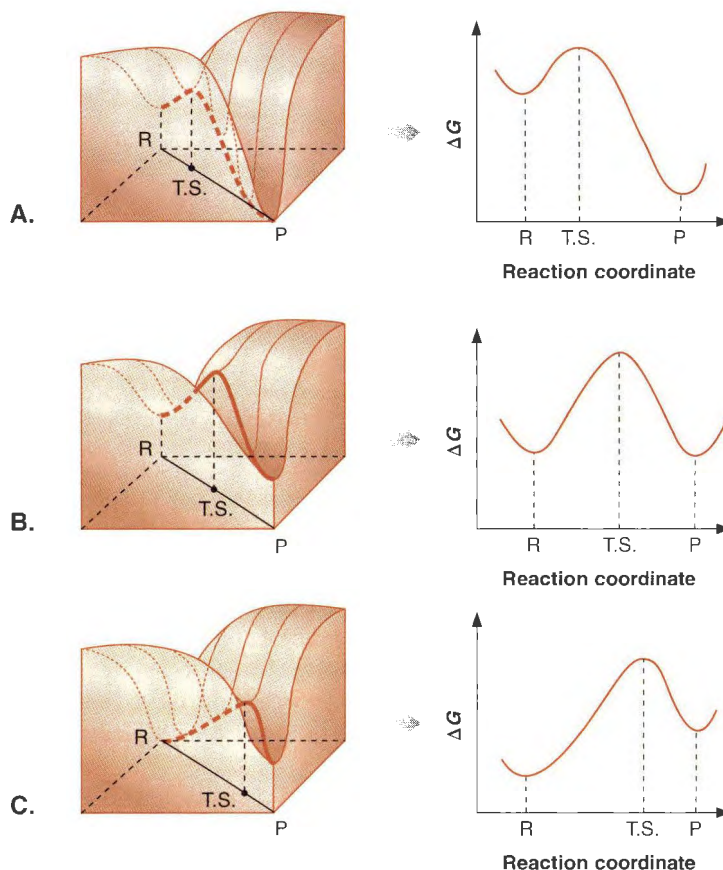 A.
R
T.S.
P
ΔG
R T.S. P
Reaction coordinate
B.
R
T.S.
P
ΔG
R T.S. P
Reaction coordinate
C.
R
T.S.
P
ΔG
R T.S. P
Reaction coordinate